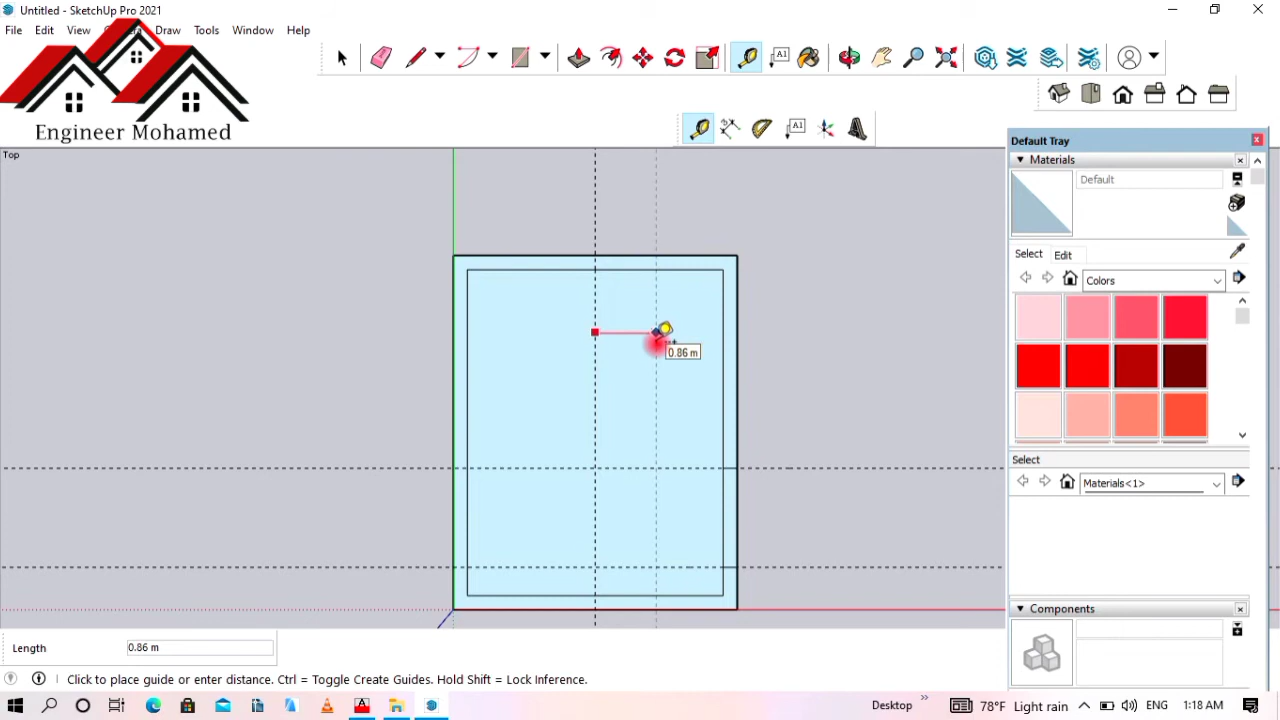 Untitled - SketchUp Pro 2021
File Edit View Draw Tools Window Help
Engineer Mohamed
A1
A1
Top
Default Tray
Materials
Default
Select Edit
Colors
0.86 m
Select
Materials<1>
Components
Length 0.86 m
Click to place guide or enter distance. Ctrl = Toggle Create Guides. Hold Shift = Lock Inference.
Desktop » 78°F Light rain ENG 1:18 AM